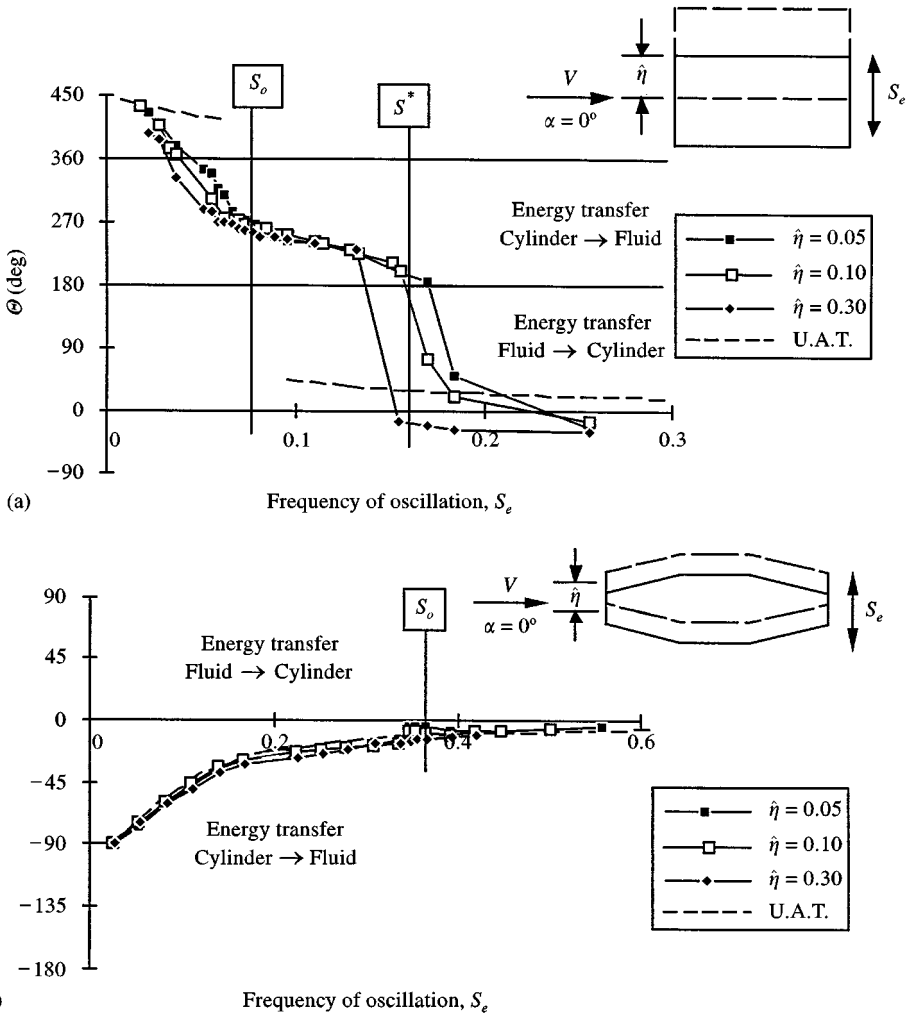 (a)
V
α = 0°
η̂
S_e
S_o
S*
450
360
270
180
90
0
−90
Θ (deg)
Energy transfer
Cylinder → Fluid
Energy transfer
Fluid → Cylinder
η̂ = 0.05
η̂ = 0.10
η̂ = 0.30
U.A.T.
0
0.1
0.2
0.3
(a)
Frequency of oscillation, S_e
V
α = 0°
η̂
S_e
S_o
90
45
0
−45
−90
−135
−180
Energy transfer
Fluid → Cylinder
0
0.2
0.4
0.6
Energy transfer
Cylinder → Fluid
η̂ = 0.05
η̂ = 0.10
η̂ = 0.30
U.A.T.
)
Frequency of oscillation, S_e